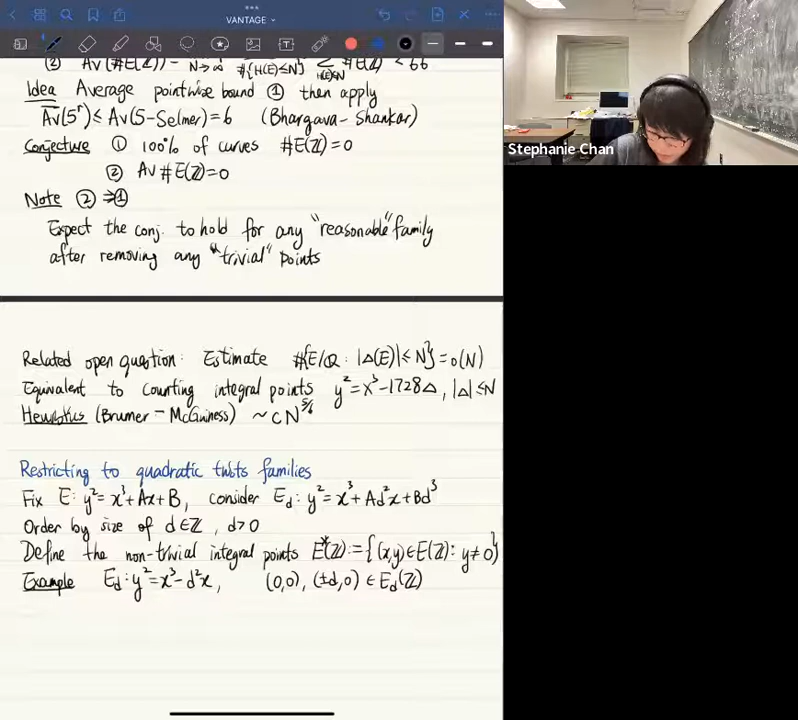 VANTAGE
(2) Av(#E(Z)) = N→∞ #{H(E)≤N} H(E)≤N #E(Z) < 66
Idea Average pointwise bound ① then apply
Av(5^r) ≤ Av(5-Selmer) = 6 (Bhargava-Shankar)
Conjecture ① 100% of curves #E(Z)=0
② Av #E(Z)=0
Note ② ⇒ ①
Expect the conj. to hold for any "reasonable" family
after removing any "trivial" points
Related open question: Estimate #{E/Q : |Δ(E)| ≤ N} = o(N)
Equivalent to counting integral points y²=x³-1728Δ, |Δ|≤N
Heuristics (Brumer-McGuiness) ~cN^{5/6}
Restricting to quadratic twists families
Fix E: y²=x³+Ax+B, consider E_d: y²=x³+Ad²x+Bd³
Order by size of d∈Z, d>0
Define the non-trivial integral points E*(Z):={(x,y)∈E(Z): y≠0}
Example E_d: y²=x³-d²x, (0,0), (±d,0) ∈ E_d(Z)
Stephanie Chan